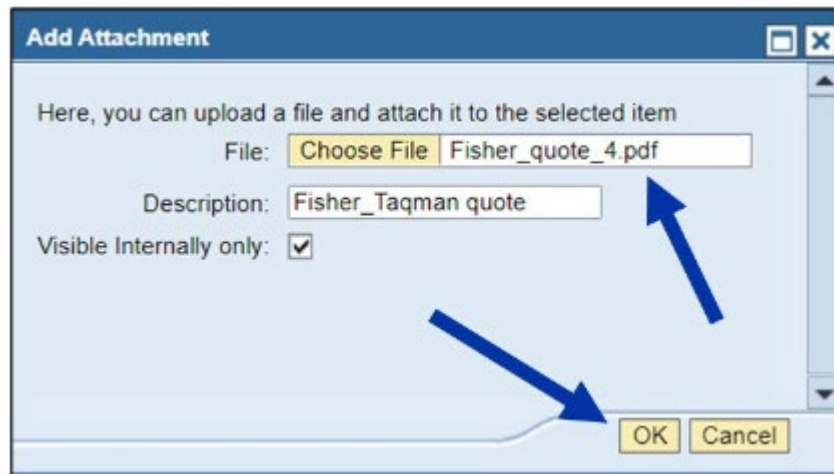 Add Attachment
Here, you can upload a file and attach it to the selected item
File: Choose File Fisher_quote_4.pdf
Description: Fisher_Taqman quote
Visible Internally only:
OK Cancel